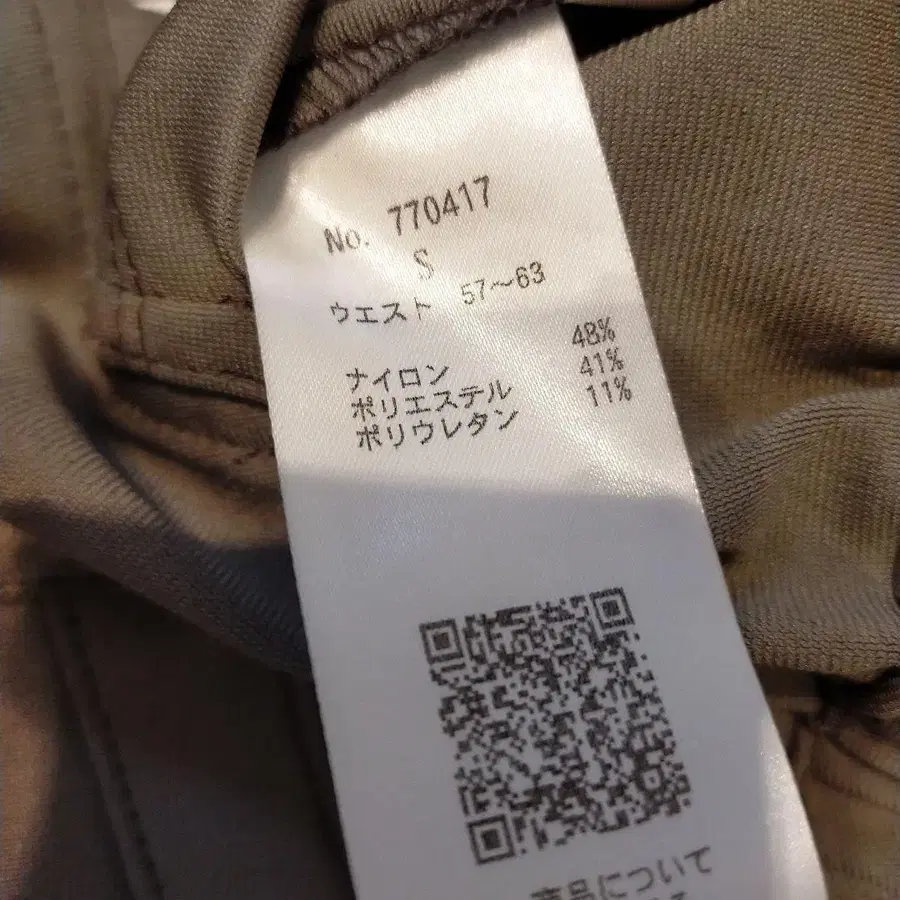 No. 770417
S
ウエスト 57～63
ナイロン 48%
ポリエステル 41%
ポリウレタン 11%
商品について